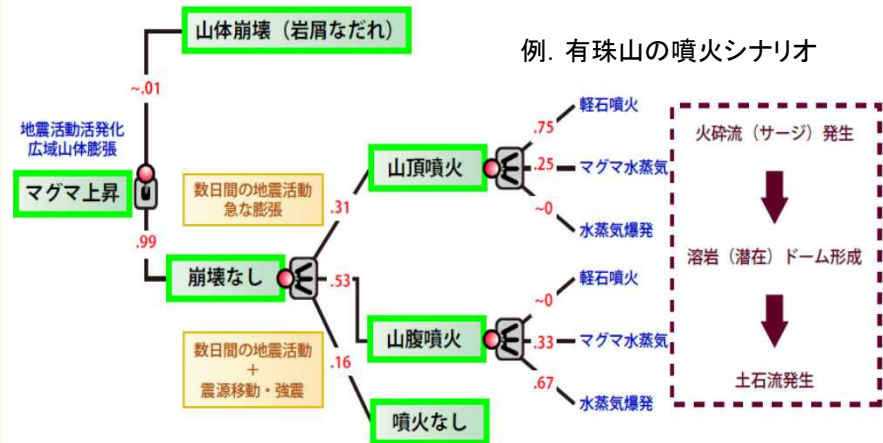 山体崩壊（岩屑なだれ）
例．有珠山の噴火シナリオ
~.01
地震活動活発化
広域山体膨張
マグマ上昇
.99
崩壊なし
数日間の地震活動
急な膨張
数日間の地震活動
+
震源移動・強震
.31
.53
.16
山頂噴火
.75
.25
~0
軽石噴火
マグマ水蒸気
水蒸気爆発
山腹噴火
~0
.33
.67
軽石噴火
マグマ水蒸気
水蒸気爆発
噴火なし
火砕流（サージ）発生
溶岩（潜在）ドーム形成
土石流発生